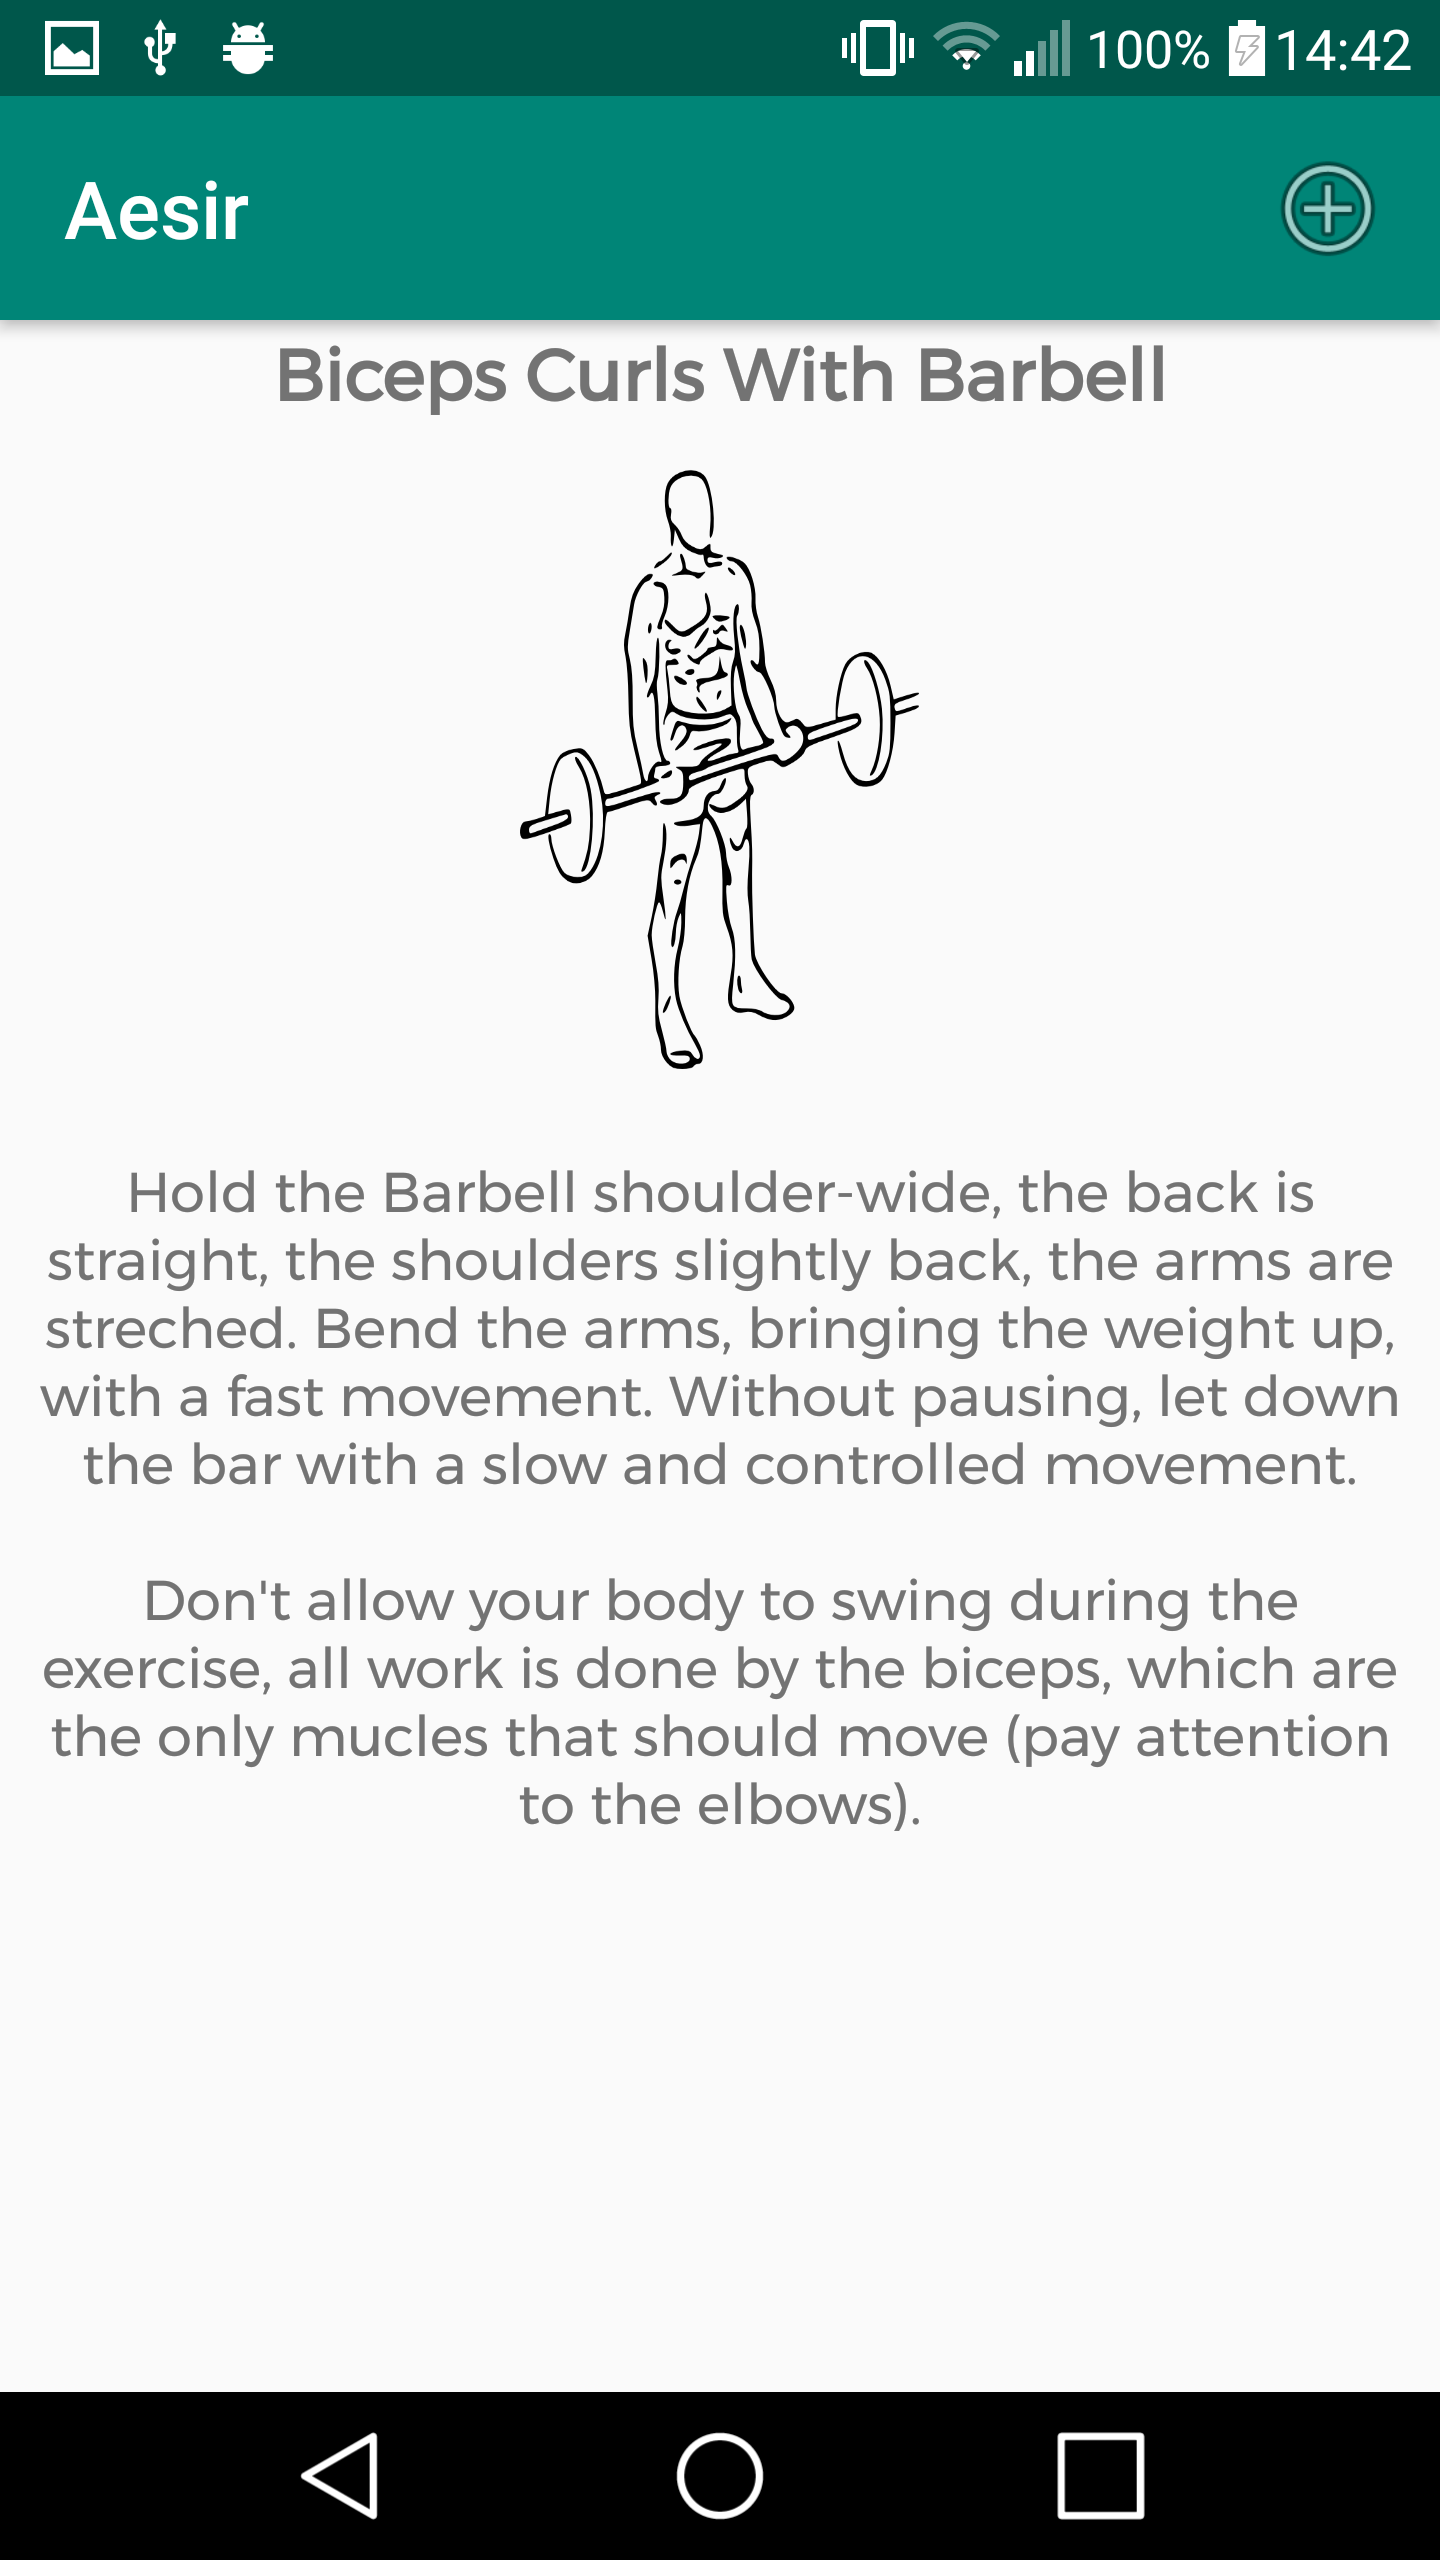 100% 14:42
Aesir
Biceps Curls With Barbell
Hold the Barbell shoulder-wide, the back is
straight, the shoulders slightly back, the arms are
streched. Bend the arms, bringing the weight up,
with a fast movement. Without pausing, let down
the bar with a slow and controlled movement.
Don't allow your body to swing during the
exercise, all work is done by the biceps, which are
the only mucles that should move (pay attention
to the elbows).